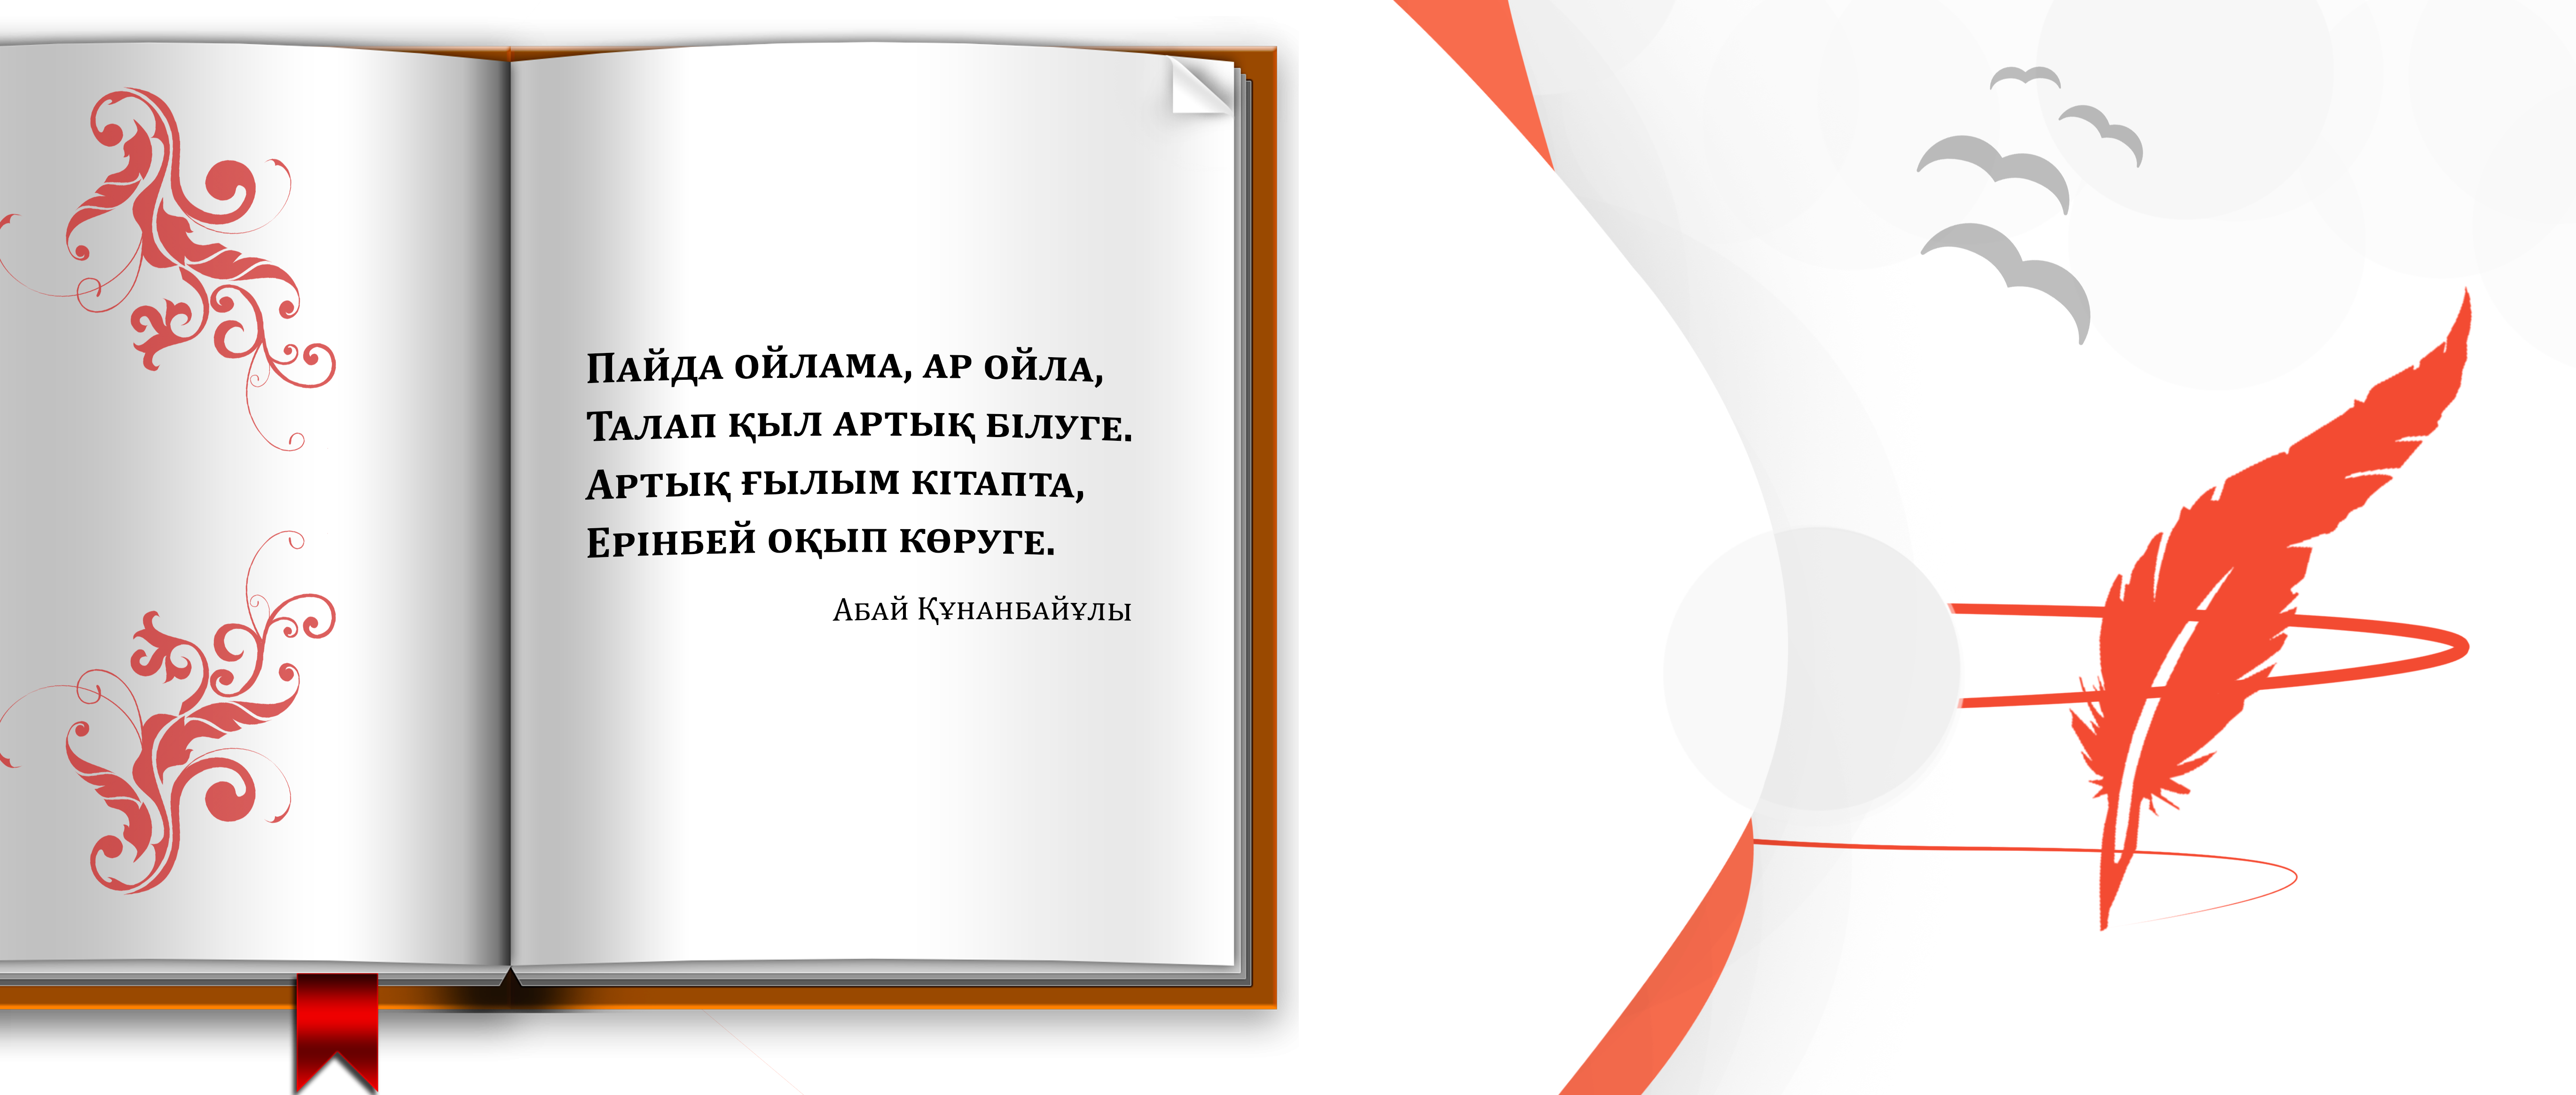 Пайда ойлама, ар ойла,
Талап қыл артық білуге.
Артық ғылым кітапта,
Ерінбей оқып көруге.
Абай Құнанбайұлы